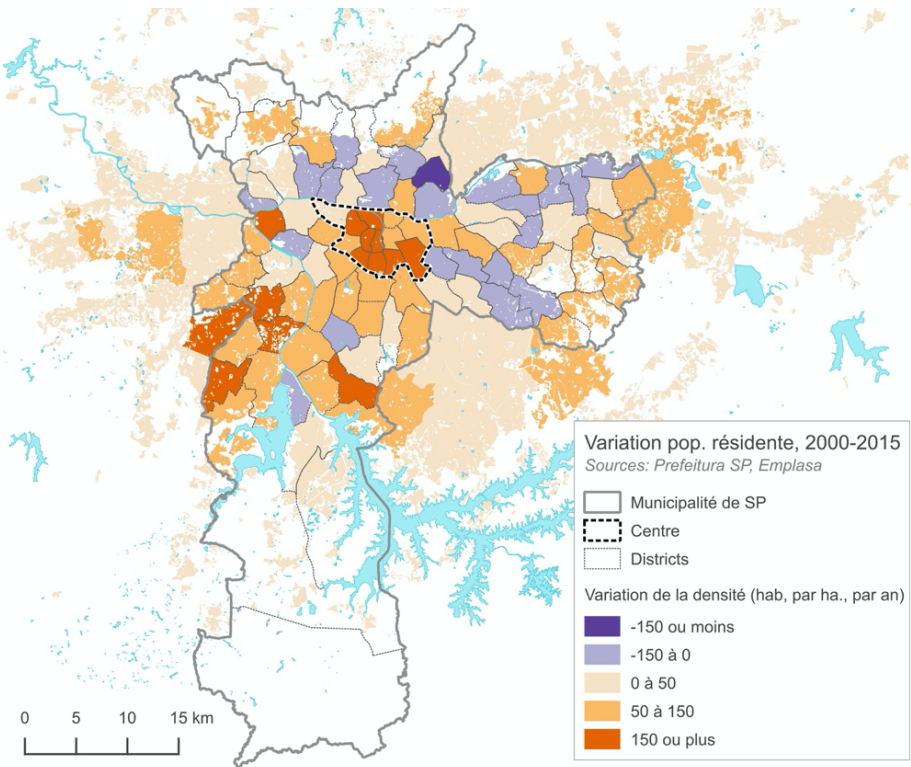 Variation pop. résidente, 2000-2015
Sources: Prefeitura SP, Emplasa
Municipalité de SP
Centre
Districts
Variation de la densité (hab, par ha., par an)
-150 ou moins
-150 à 0
0 à 50
50 à 150
150 ou plus
0 5 10 15 km